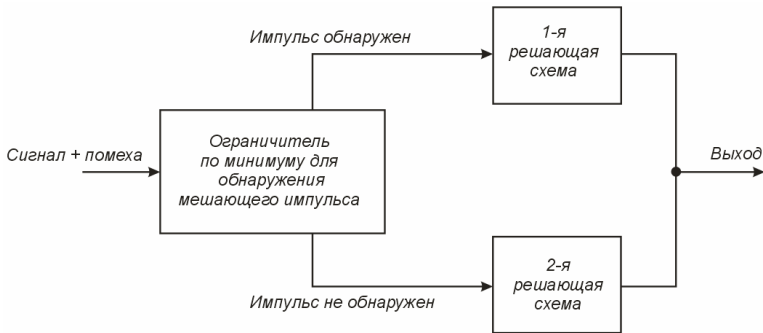 Импульс обнаружен
1-я
решающая
схема
Сигнал + помеха
Ограничитель
по минимуму для
обнаружения
мешающего импульса
Выход
Импульс не обнаружен
2-я
решающая
схема